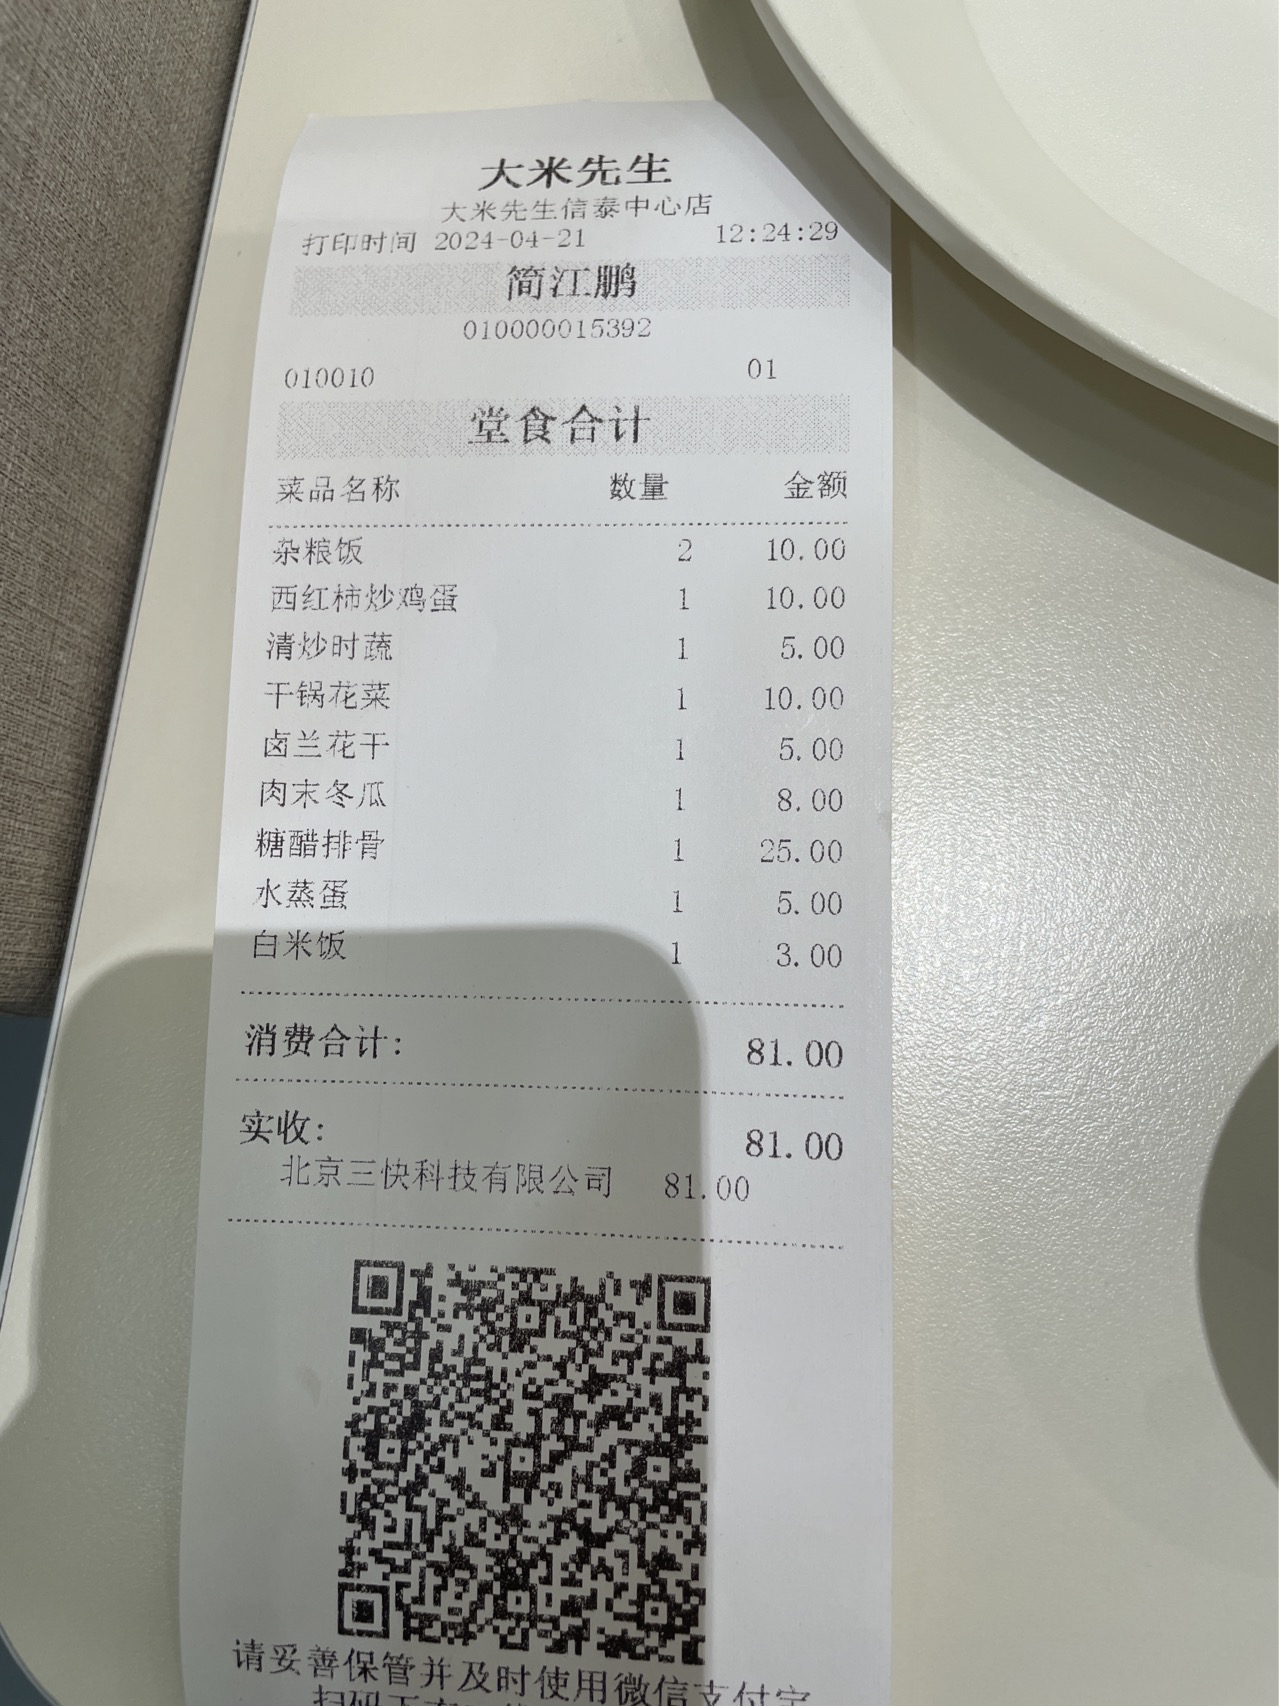 大米先生
大米先生信泰中心店
打印时间 2024-04-21 12:24:29
简江鹏
010000015392
010010 01
堂食合计
菜品名称 数量 金额
杂粮饭 2 10.00
西红柿炒鸡蛋 1 10.00
清炒时蔬 1 5.00
干锅花菜 1 10.00
卤兰花干 1 5.00
肉末冬瓜 1 8.00
糖醋排骨 1 25.00
水蒸蛋 1 5.00
白米饭 1 3.00
消费合计: 81.00
实收: 81.00
北京三快科技有限公司 81.00
请妥善保管并及时使用微信支付宝